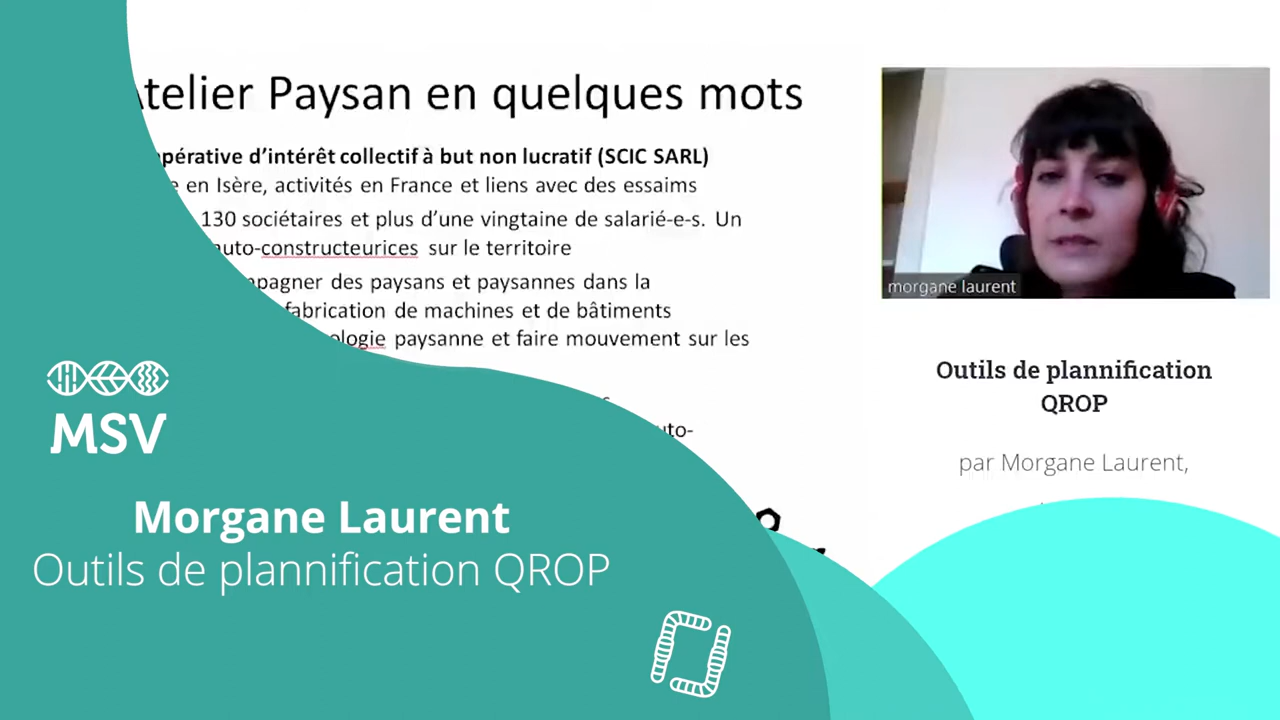 telier Paysan en quelques mots
opérative d'intérêt collectif à but non lucratif (SCIC SARL)
en Isère, activités en France et liens avec des essaims
130 sociétaires et plus d'une vingtaine de salarié-e-s. Un
auto-constructeurices sur le territoire
pagner des paysans et paysannes dans la
fabrication de machines et de bâtiments
ologie paysanne et faire mouvement sur les
uto-
morgane laurent
Outils de plannification
QROP
par Morgane Laurent,
MSV
Morgane Laurent
Outils de plannification QROP